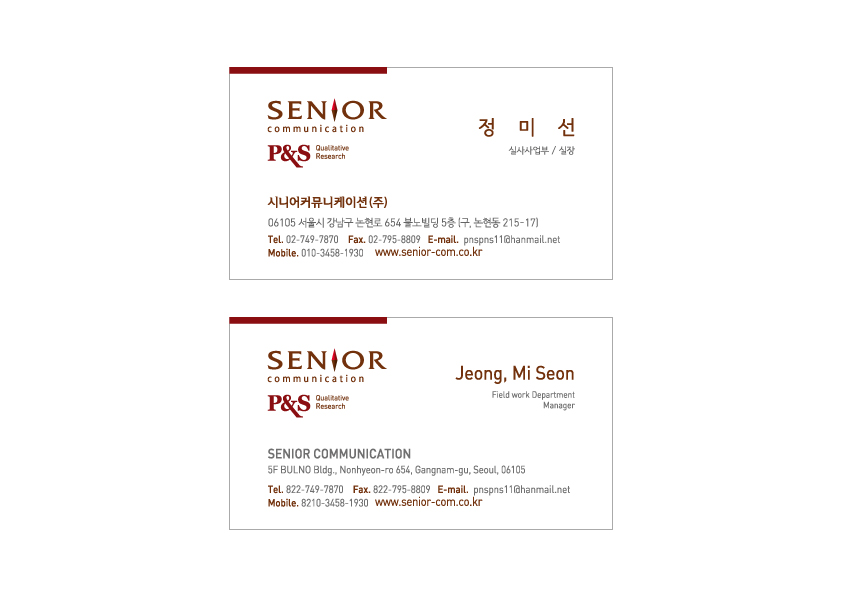 SENIOR
communication
P&S Qualitative Research
정 미 선
실사사업부 / 실장
시니어커뮤니케이션(주)
06105 서울시 강남구 논현로 654 불노빌딩 5층 (구, 논현동 215-17)
Tel. 02-749-7870 Fax. 02-795-8809 E-mail. pnspns11@hanmail.net
Mobile. 010-3458-1930 www.senior-com.co.kr
SENIOR
communication
P&S Qualitative Research
Jeong, Mi Seon
Field work Department
Manager
SENIOR COMMUNICATION
5F BULNO Bldg., Nonhyeon-ro 654, Gangnam-gu, Seoul, 06105
Tel. 822-749-7870 Fax. 822-795-8809 E-mail. pnspns11@hanmail.net
Mobile. 8210-3458-1930 www.senior-com.co.kr